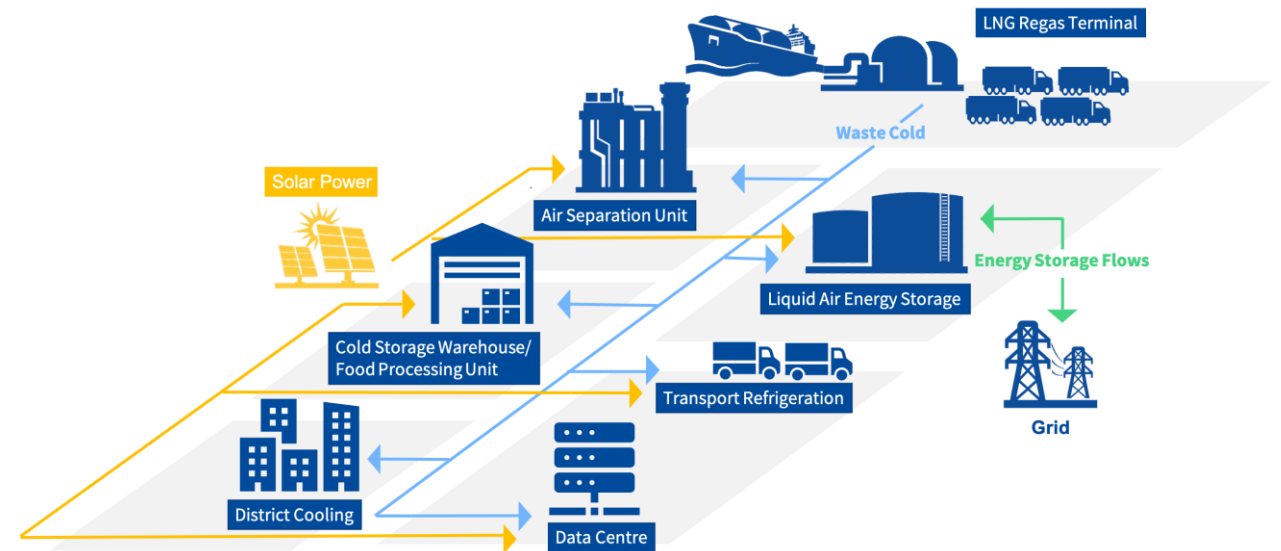 LNG Regas Terminal
Waste Cold
Solar Power
Air Separation Unit
Energy Storage Flows
Liquid Air Energy Storage
Cold Storage Warehouse/
Food Processing Unit
Transport Refrigeration
Grid
District Cooling
Data Centre